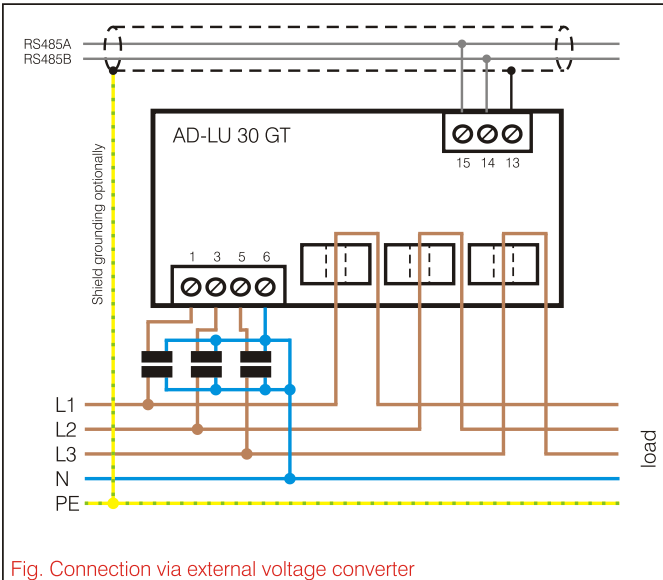 RS485A
RS485B
AD-LU 30 GT
15 14 13
Shield grounding optionally
1 3 5 6
L1
L2
L3
N
PE
load
Fig. Connection via external voltage converter